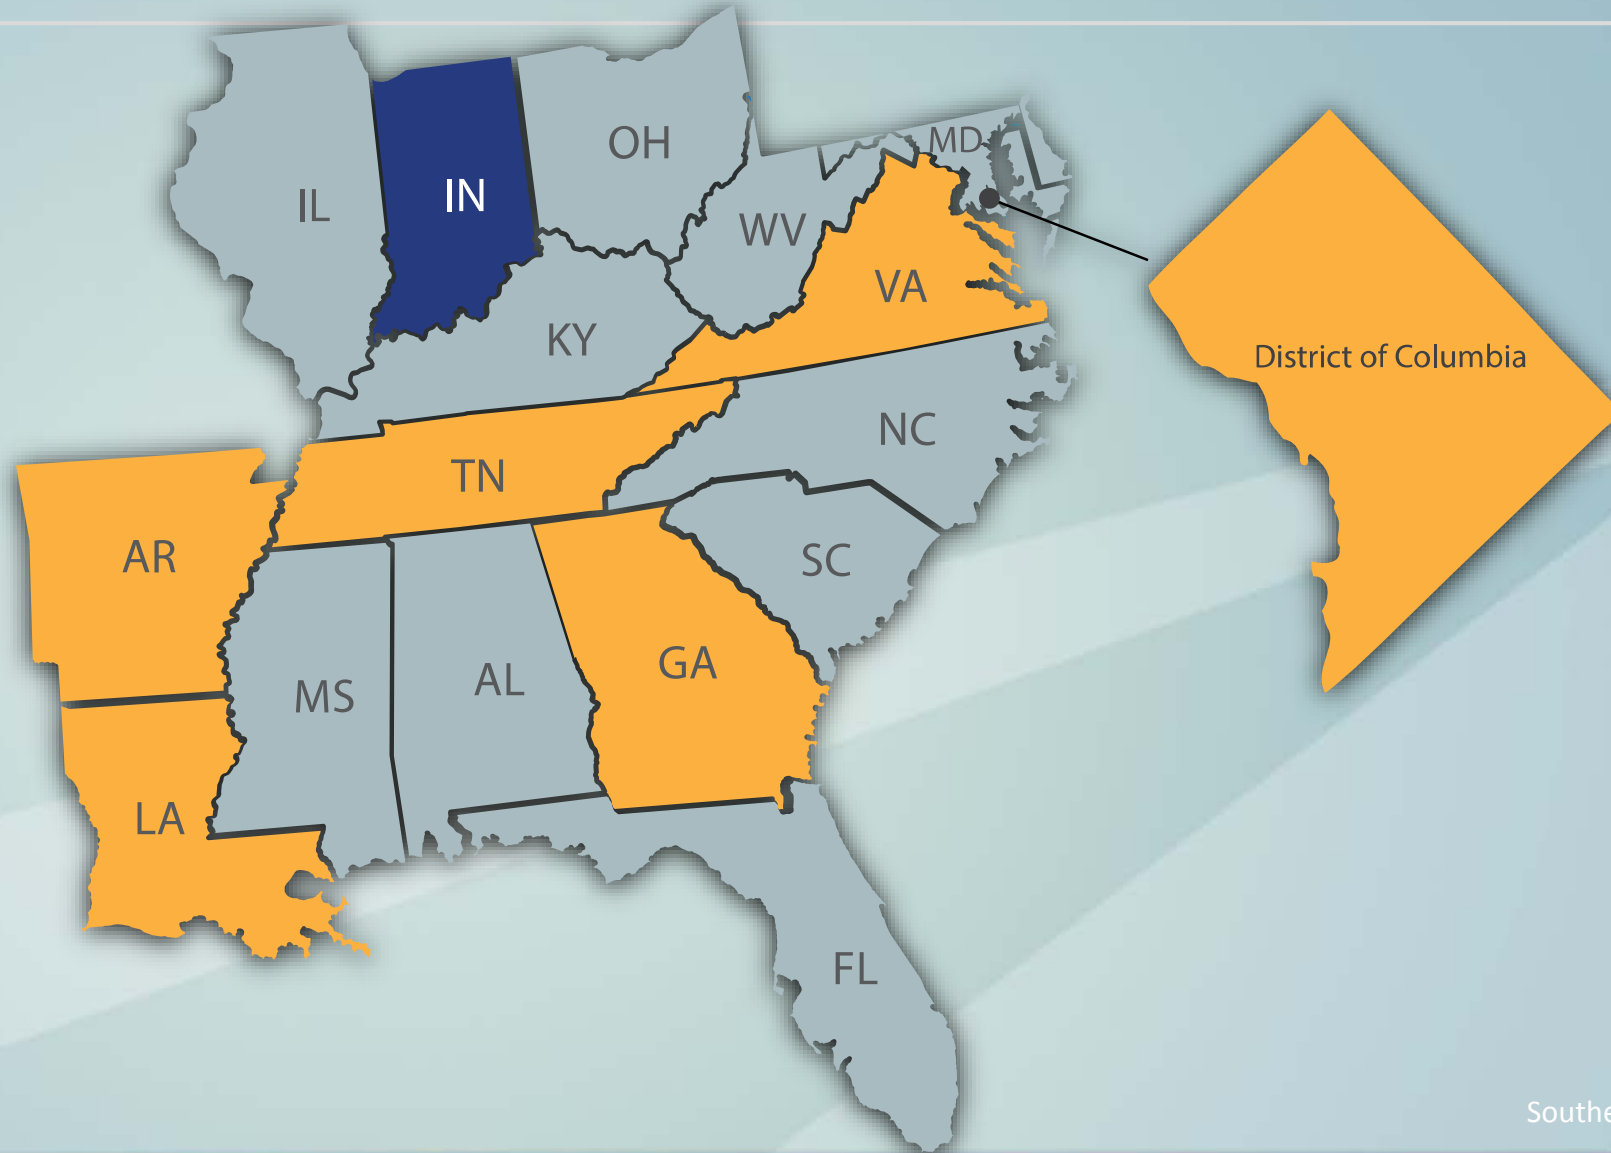 OH
MD
IN
IL
WV
VA
KY
District of Columbia
NC
TN
AR
SC
GA
AL
MS
LA
FL
Southe